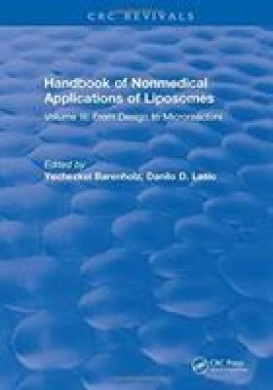 CRC REVIVALS
Handbook of Nonmedical
Applications of Liposomes
Volume III: From Design to Microreactors
Edited by
Yechezkel Barenholz, Danilo D. Lasic
CRC Press